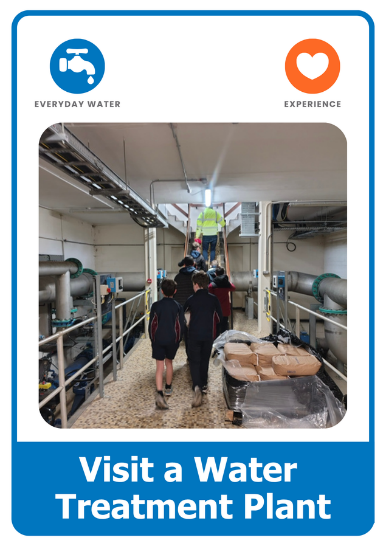 EVERYDAY WATER
EXPERIENCE
Visit a Water
Treatment Plant